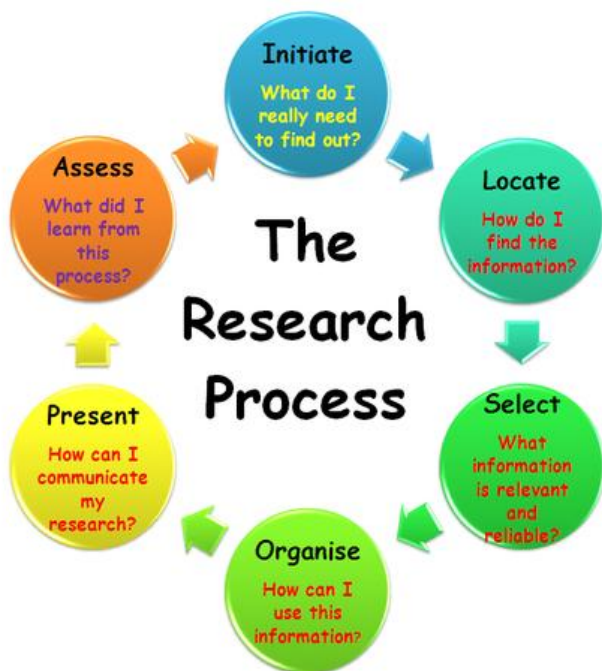 Initiate
What do I
really need
to find out?
Locate
How do I
find the
information?
Select
What
information
is relevant
and
reliable?
Organise
How can I
use this
information?
Present
How can I
communicate
my
research?
Assess
What did I
learn from
this
process?
The
Research
Process